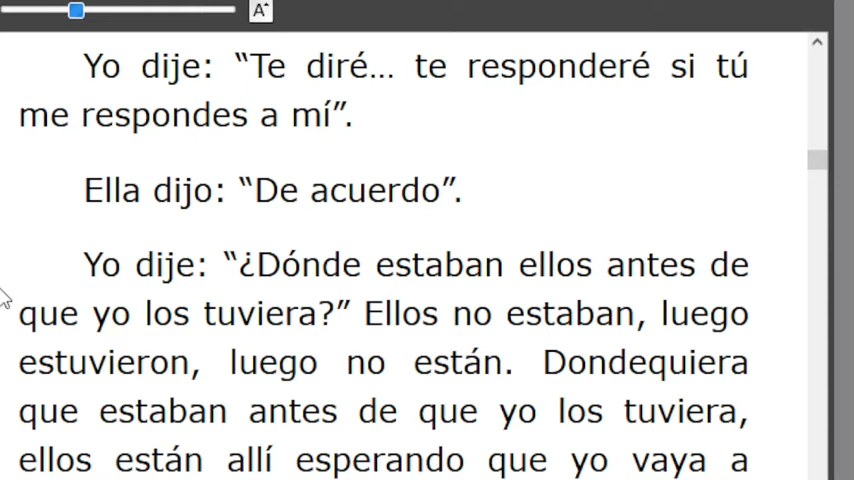 A
Yo dije: “Te diré... te responderé si tú
me respondes a mí”.
Ella dijo: “De acuerdo”.
Yo dije: “¿Dónde estaban ellos antes de
que yo los tuviera?” Ellos no estaban, luego
estuvieron, luego no están. Dondequiera
que estaban antes de que yo los tuviera,
ellos están allí esperando que yo vaya a